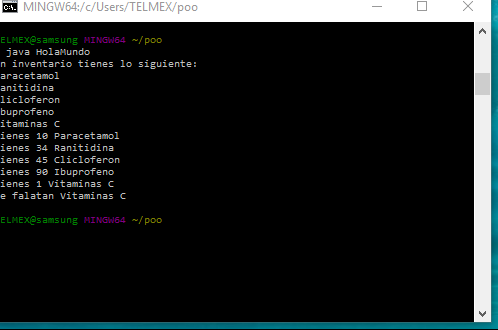 MINGW64:/c/Users/TELMEX/poo
ELMEX@samsung MINGW64 ~/poo
java HolaMundo
n inventario tienes lo siguiente:
aracetamol
anitidina
licloferon
buprofeno
itaminas C
ienes 10 Paracetamol
ienes 34 Ranitidina
ienes 45 Clicloferon
ienes 90 Ibuprofeno
ienes 1 Vitaminas C
e falatan Vitaminas C
ELMEX@samsung MINGW64 ~/poo